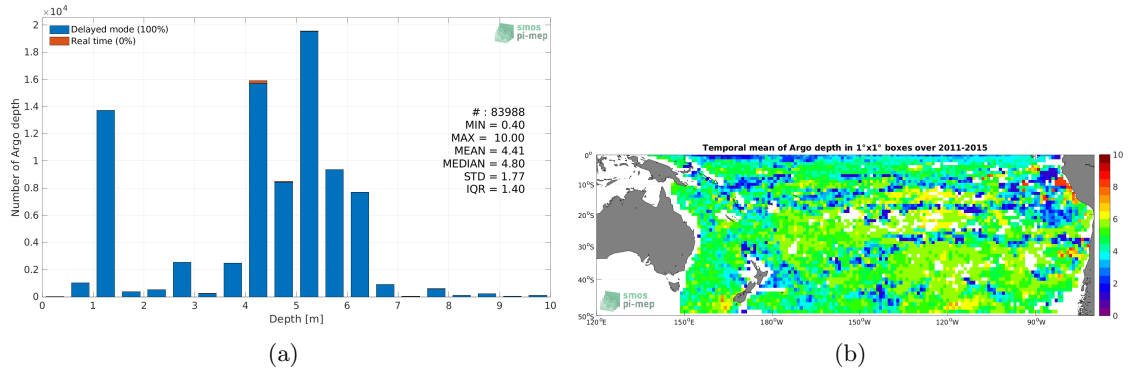 ×10⁴
2
1.8
1.6
1.4
1.2
1
0.8
0.6
0.4
0.2
0
Number of Argo depth
Delayed mode (100%)
Real time (0%)
smos
pi-mep
# : 83988
MIN = 0.40
MAX = 10.00
MEAN = 4.41
MEDIAN = 4.80
STD = 1.77
IQR = 1.40
0 1 2 3 4 5 6 7 8 9 10
Depth [m]
(a)
Temporal mean of Argo depth in 1°x1° boxes over 2011-2015
0°
10°S
20°S
30°S
40°S
50°S
smos
pi-mep
120°E 150°E 180°W 150°W 120°W 90°W
10
8
6
4
2
0
(b)